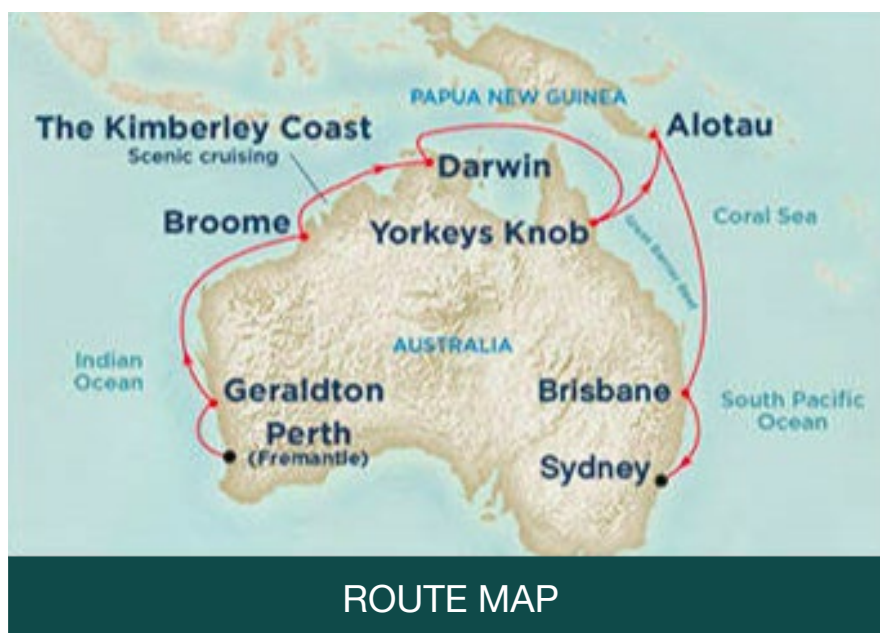 PAPUA NEW GUINEA
Alotau
The Kimberley Coast
Scenic cruising
Darwin
Broome
Yorkeys Knob
Coral Sea
Great Barrier Reef
AUSTRALIA
Indian
Ocean
Geraldton
Brisbane
South Pacific
Ocean
Perth
(Fremantle)
Sydney
ROUTE MAP